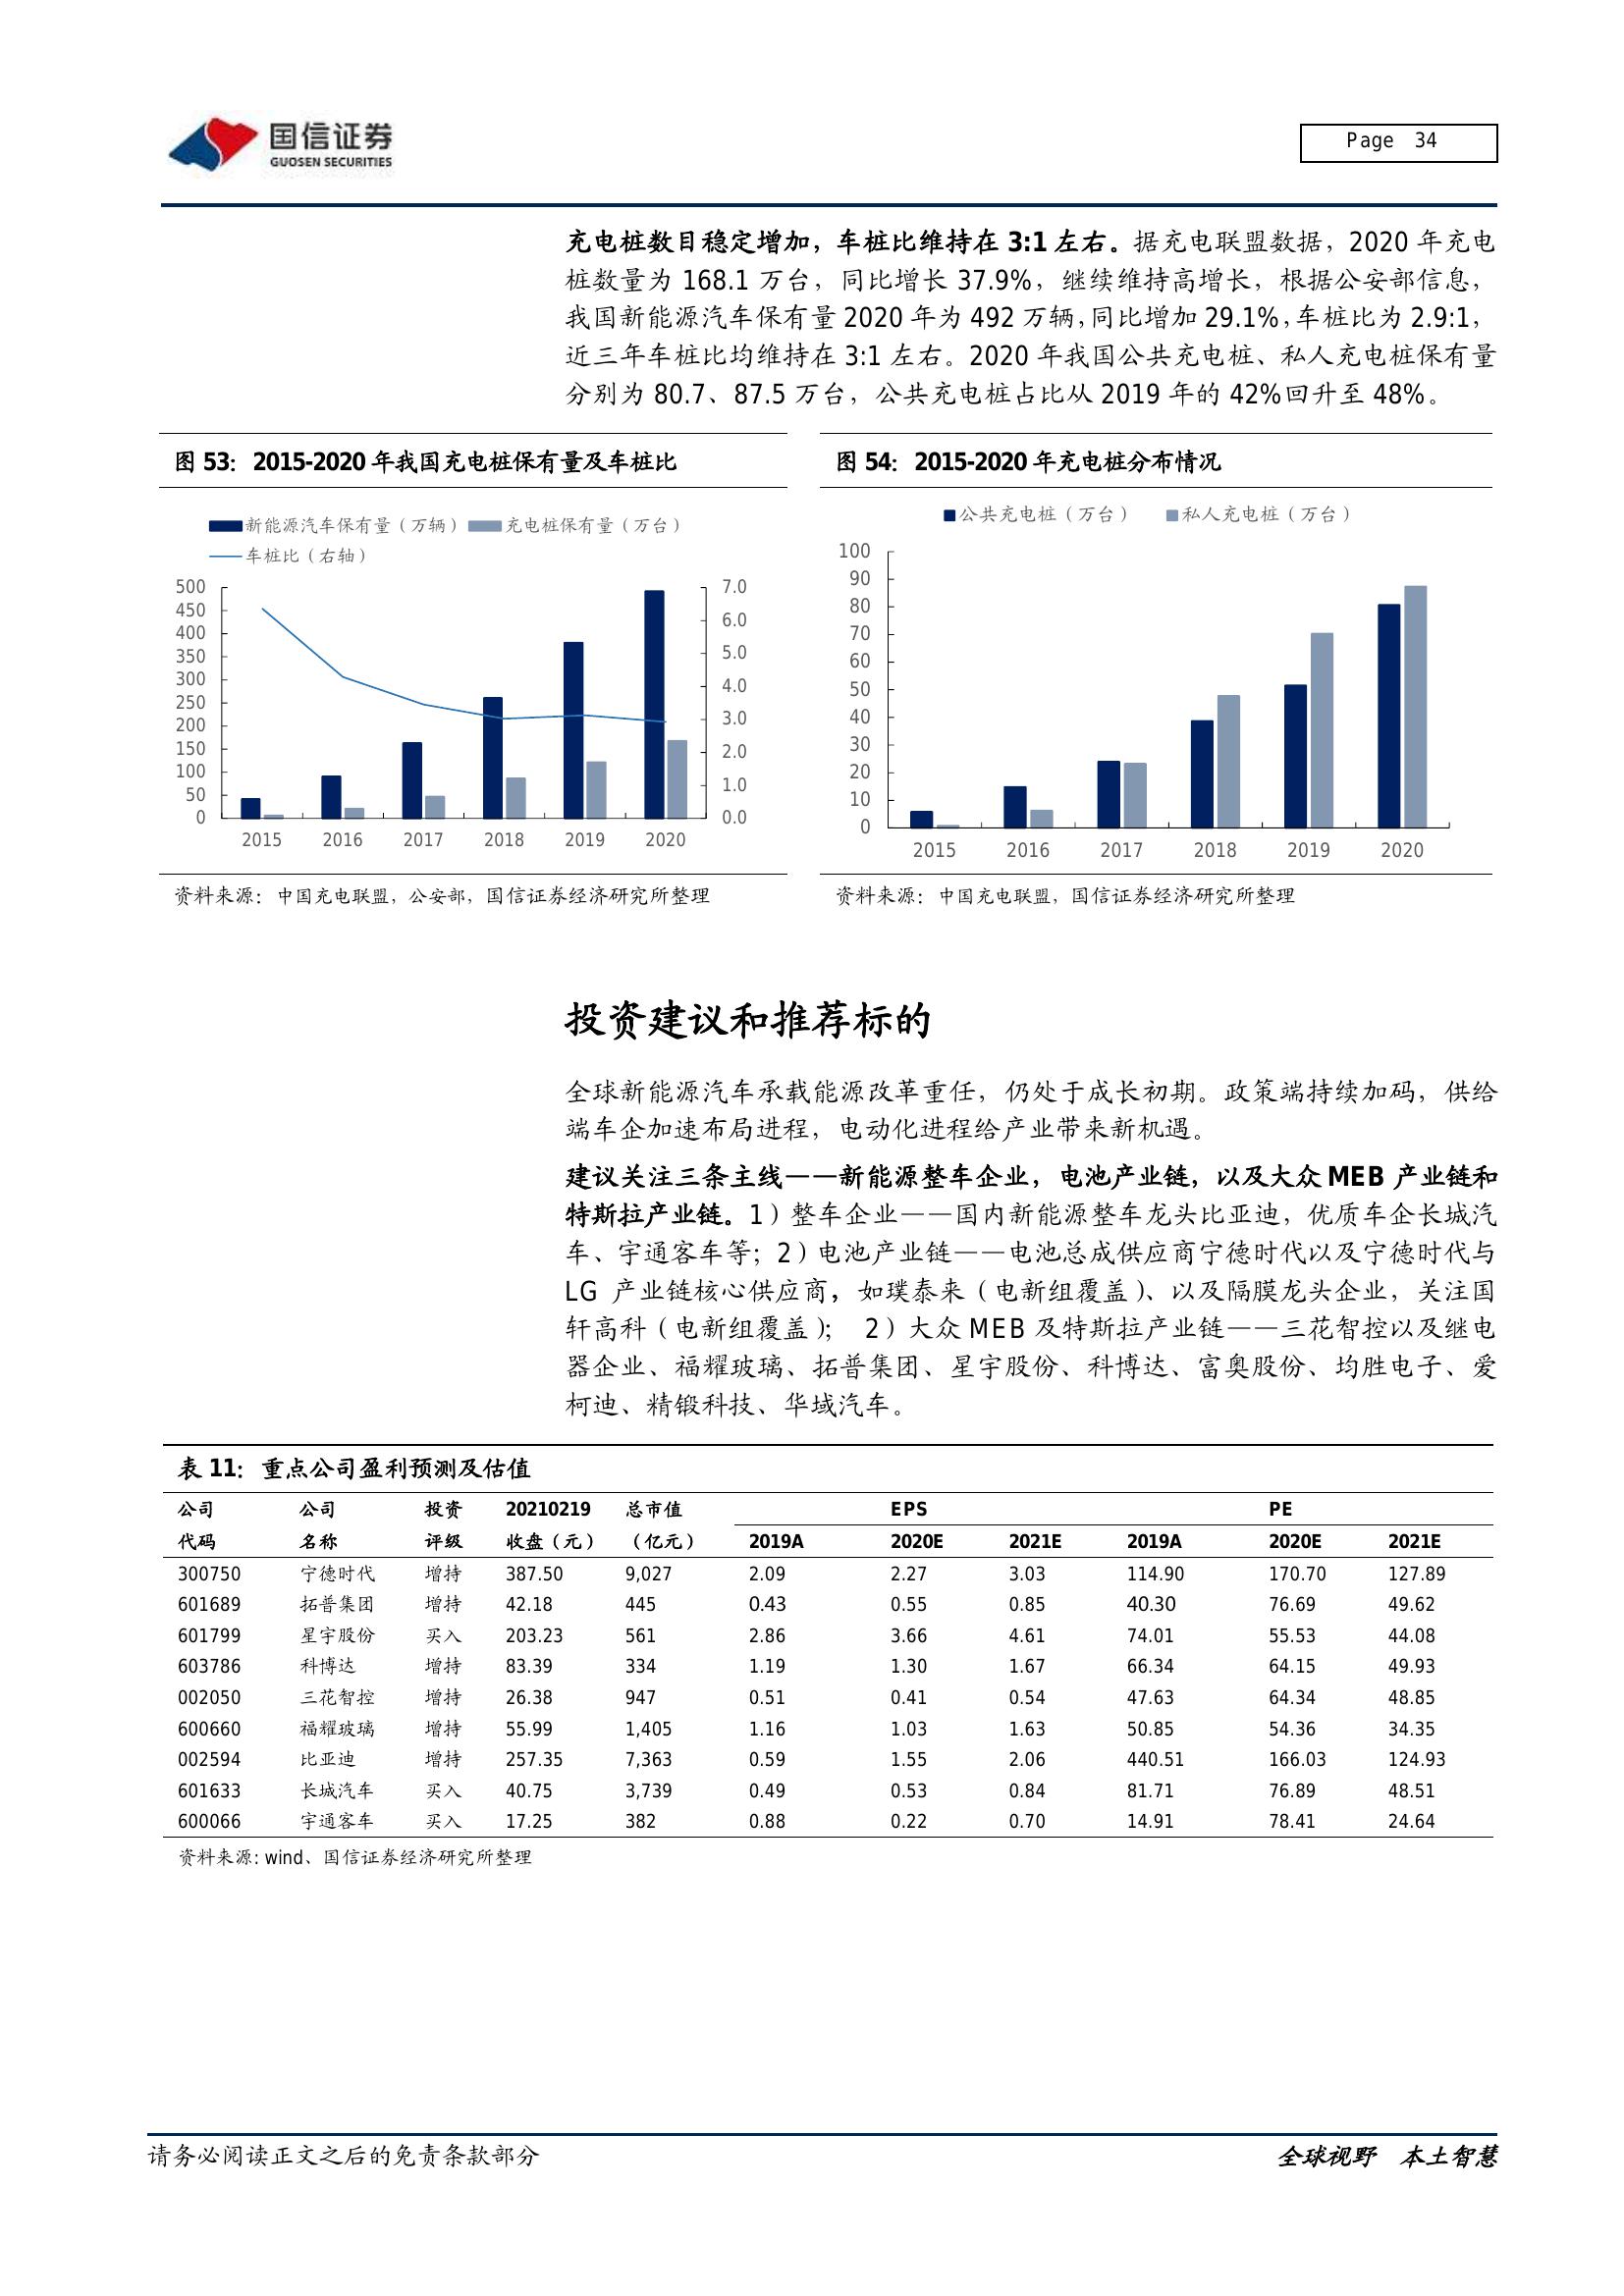 国信证券
GUOSEN SECURITIES
Page 34
充电桩数目稳定增加，车桩比维持在 3:1 左右。据充电联盟数据，2020 年充电
桩数量为 168.1 万台，同比增长 37.9%，继续维持高增长，根据公安部信息，
我国新能源汽车保有量 2020 年为 492 万辆，同比增加 29.1%，车桩比为 2.9:1，
近三年车桩比均维持在 3:1 左右。2020 年我国公共充电桩、私人充电桩保有量
分别为 80.7、87.5 万台，公共充电桩占比从 2019 年的 42%回升至 48%。
图 53：2015-2020 年我国充电桩保有量及车桩比
新能源汽车保有量（万辆） 充电桩保有量（万台）
车桩比（右轴）
500 7.0
450 6.0
400 5.0
350 4.0
300 3.0
250 2.0
200 1.0
150 0.0
100
50
0
2015 2016 2017 2018 2019 2020
资料来源：中国充电联盟，公安部，国信证券经济研究所整理
图 54：2015-2020 年充电桩分布情况
公共充电桩（万台） 私人充电桩（万台）
100
90
80
70
60
50
40
30
20
10
0
2015 2016 2017 2018 2019 2020
资料来源：中国充电联盟，国信证券经济研究所整理
投资建议和推荐标的
全球新能源汽车承载能源改革重任，仍处于成长初期。政策端持续加码，供给
端车企加速布局进程，电动化进程给产业带来新机遇。
建议关注三条主线——新能源整车企业，电池产业链，以及大众 MEB 产业链和
特斯拉产业链。1）整车企业——国内新能源整车龙头比亚迪，优质车企长城汽
车、宇通客车等；2）电池产业链——电池总成供应商宁德时代以及宁德时代与
LG 产业链核心供应商，如璞泰来（电新组覆盖）、以及隔膜龙头企业，关注国
轩高科（电新组覆盖）； 2）大众 MEB 及特斯拉产业链——三花智控以及继电
器企业、福耀玻璃、拓普集团、星宇股份、科博达、富奥股份、均胜电子、爱
柯迪、精锻科技、华域汽车。
表 11：重点公司盈利预测及估值
公司 公司 投资 20210219 总市值 EPS PE
代码 名称 评级 收盘（元） （亿元） 2019A 2020E 2021E 2019A 2020E 2021E
300750 宁德时代 增持 387.50 9,027 2.09 2.27 3.03 114.90 170.70 127.89
601689 拓普集团 增持 42.18 445 0.43 0.55 0.85 40.30 76.69 49.62
601799 星宇股份 买入 203.23 561 2.86 3.66 4.61 74.01 55.53 44.08
603786 科博达 增持 83.39 334 1.19 1.30 1.67 66.34 64.15 49.93
002050 三花智控 增持 26.38 947 0.51 0.41 0.54 47.63 64.34 48.85
600660 福耀玻璃 增持 55.99 1,405 1.16 1.03 1.63 50.85 54.36 34.35
002594 比亚迪 增持 257.35 7,363 0.59 1.55 2.06 440.51 166.03 124.93
601633 长城汽车 买入 40.75 3,739 0.49 0.53 0.84 81.71 76.89 48.51
600066 宇通客车 买入 17.25 382 0.88 0.22 0.70 14.91 78.41 24.64
资料来源: wind、国信证券经济研究所整理
请务必阅读正文之后的免责条款部分
全球视野 本土智慧